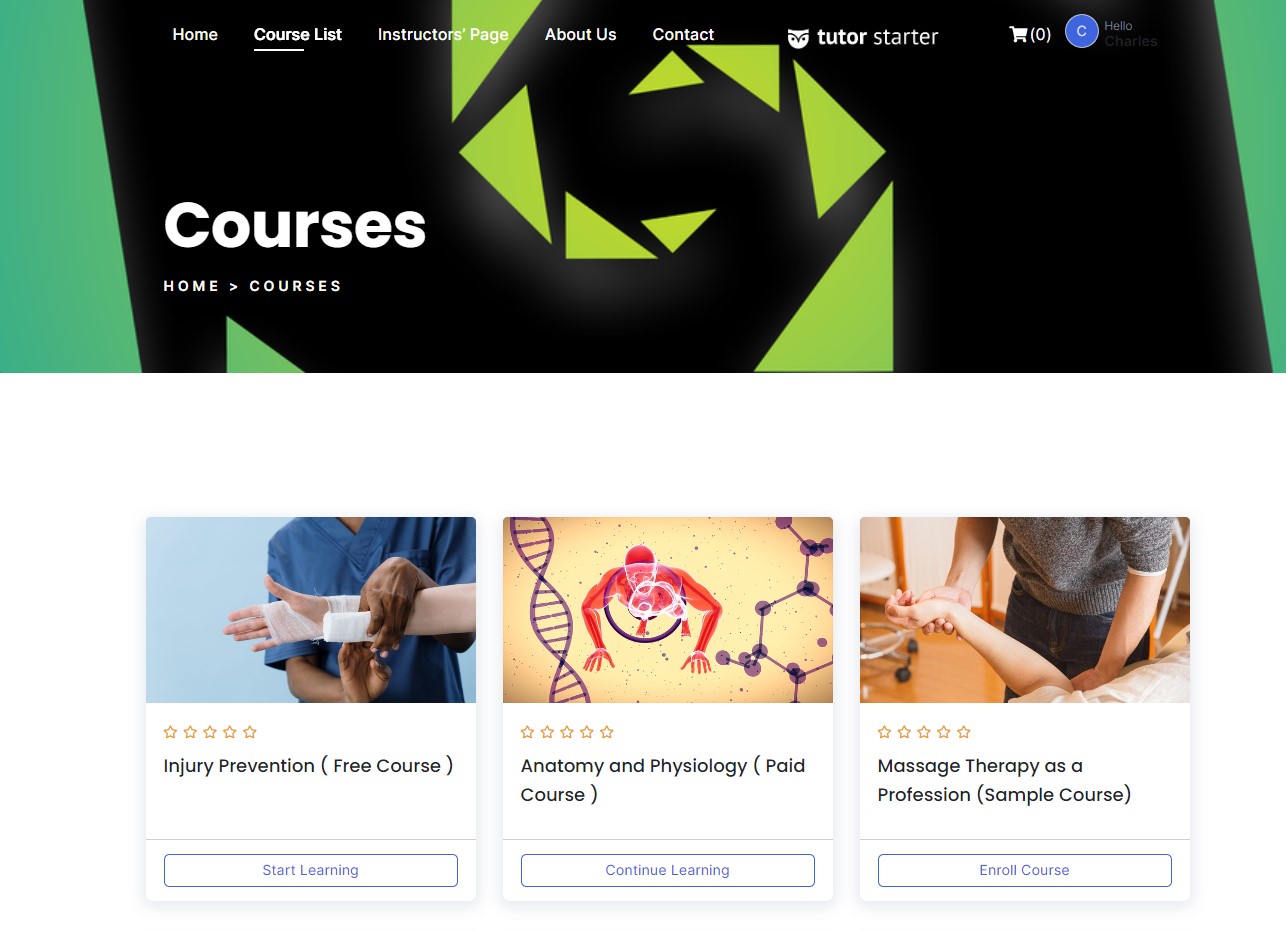 Home Course List Instructors’ Page About Us Contact tutor starter (0) C Hello
Charles
Courses
HOME > COURSES
Injury Prevention ( Free Course )
Anatomy and Physiology ( Paid
Course )
Massage Therapy as a
Profession (Sample Course)
Start Learning
Continue Learning
Enroll Course